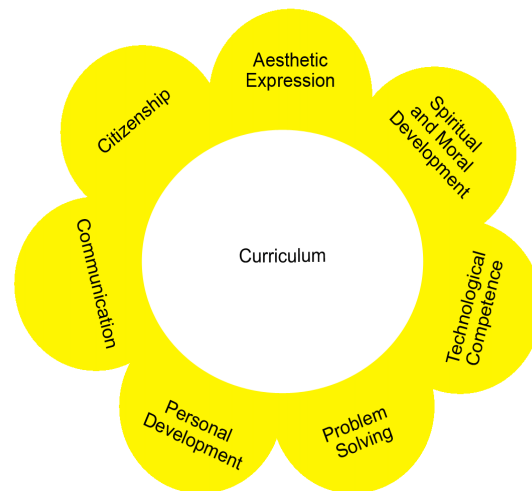 Aesthetic
Expression
Spiritual
and Moral
Development
Technological
Competence
Problem
Solving
Personal
Development
Communication
Citizenship
Curriculum